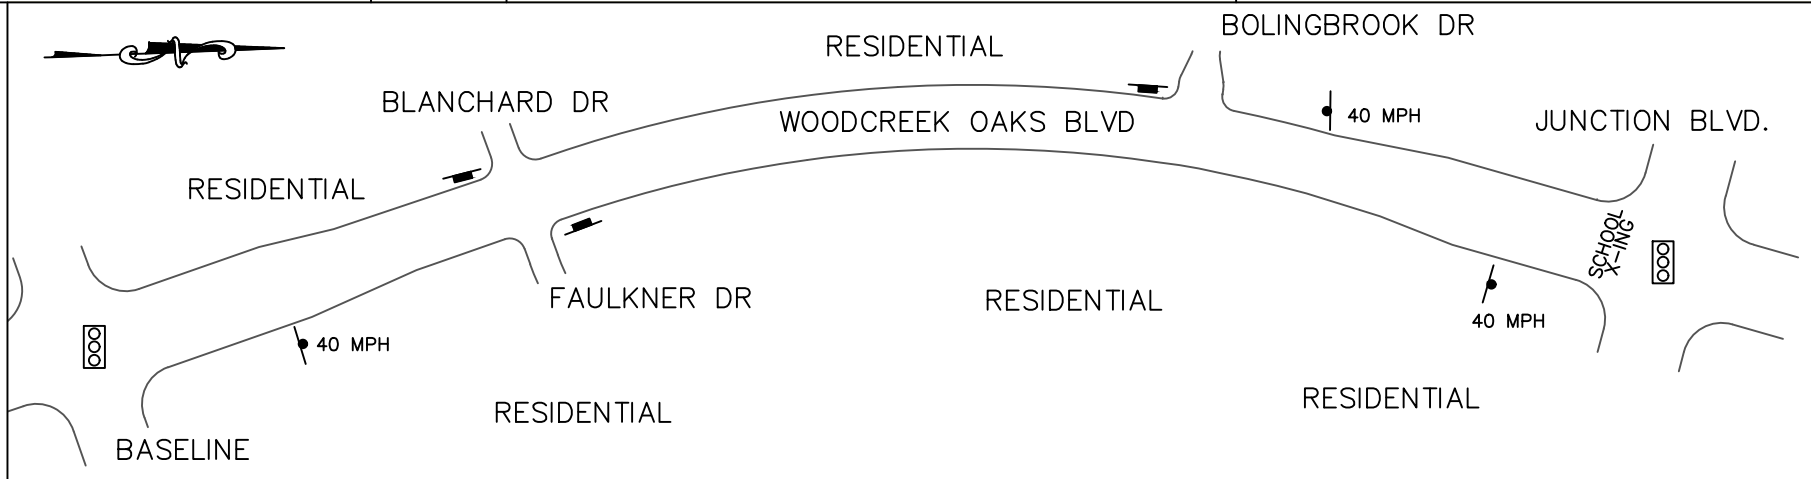 BOLINGBROOK DR
RESIDENTIAL
BLANCHARD DR
40 MPH
WOODCREEK OAKS BLVD
JUNCTION BLVD.
RESIDENTIAL
SCHOOL
X-ING
FAULKNER DR
RESIDENTIAL
40 MPH
40 MPH
RESIDENTIAL
RESIDENTIAL
BASELINE